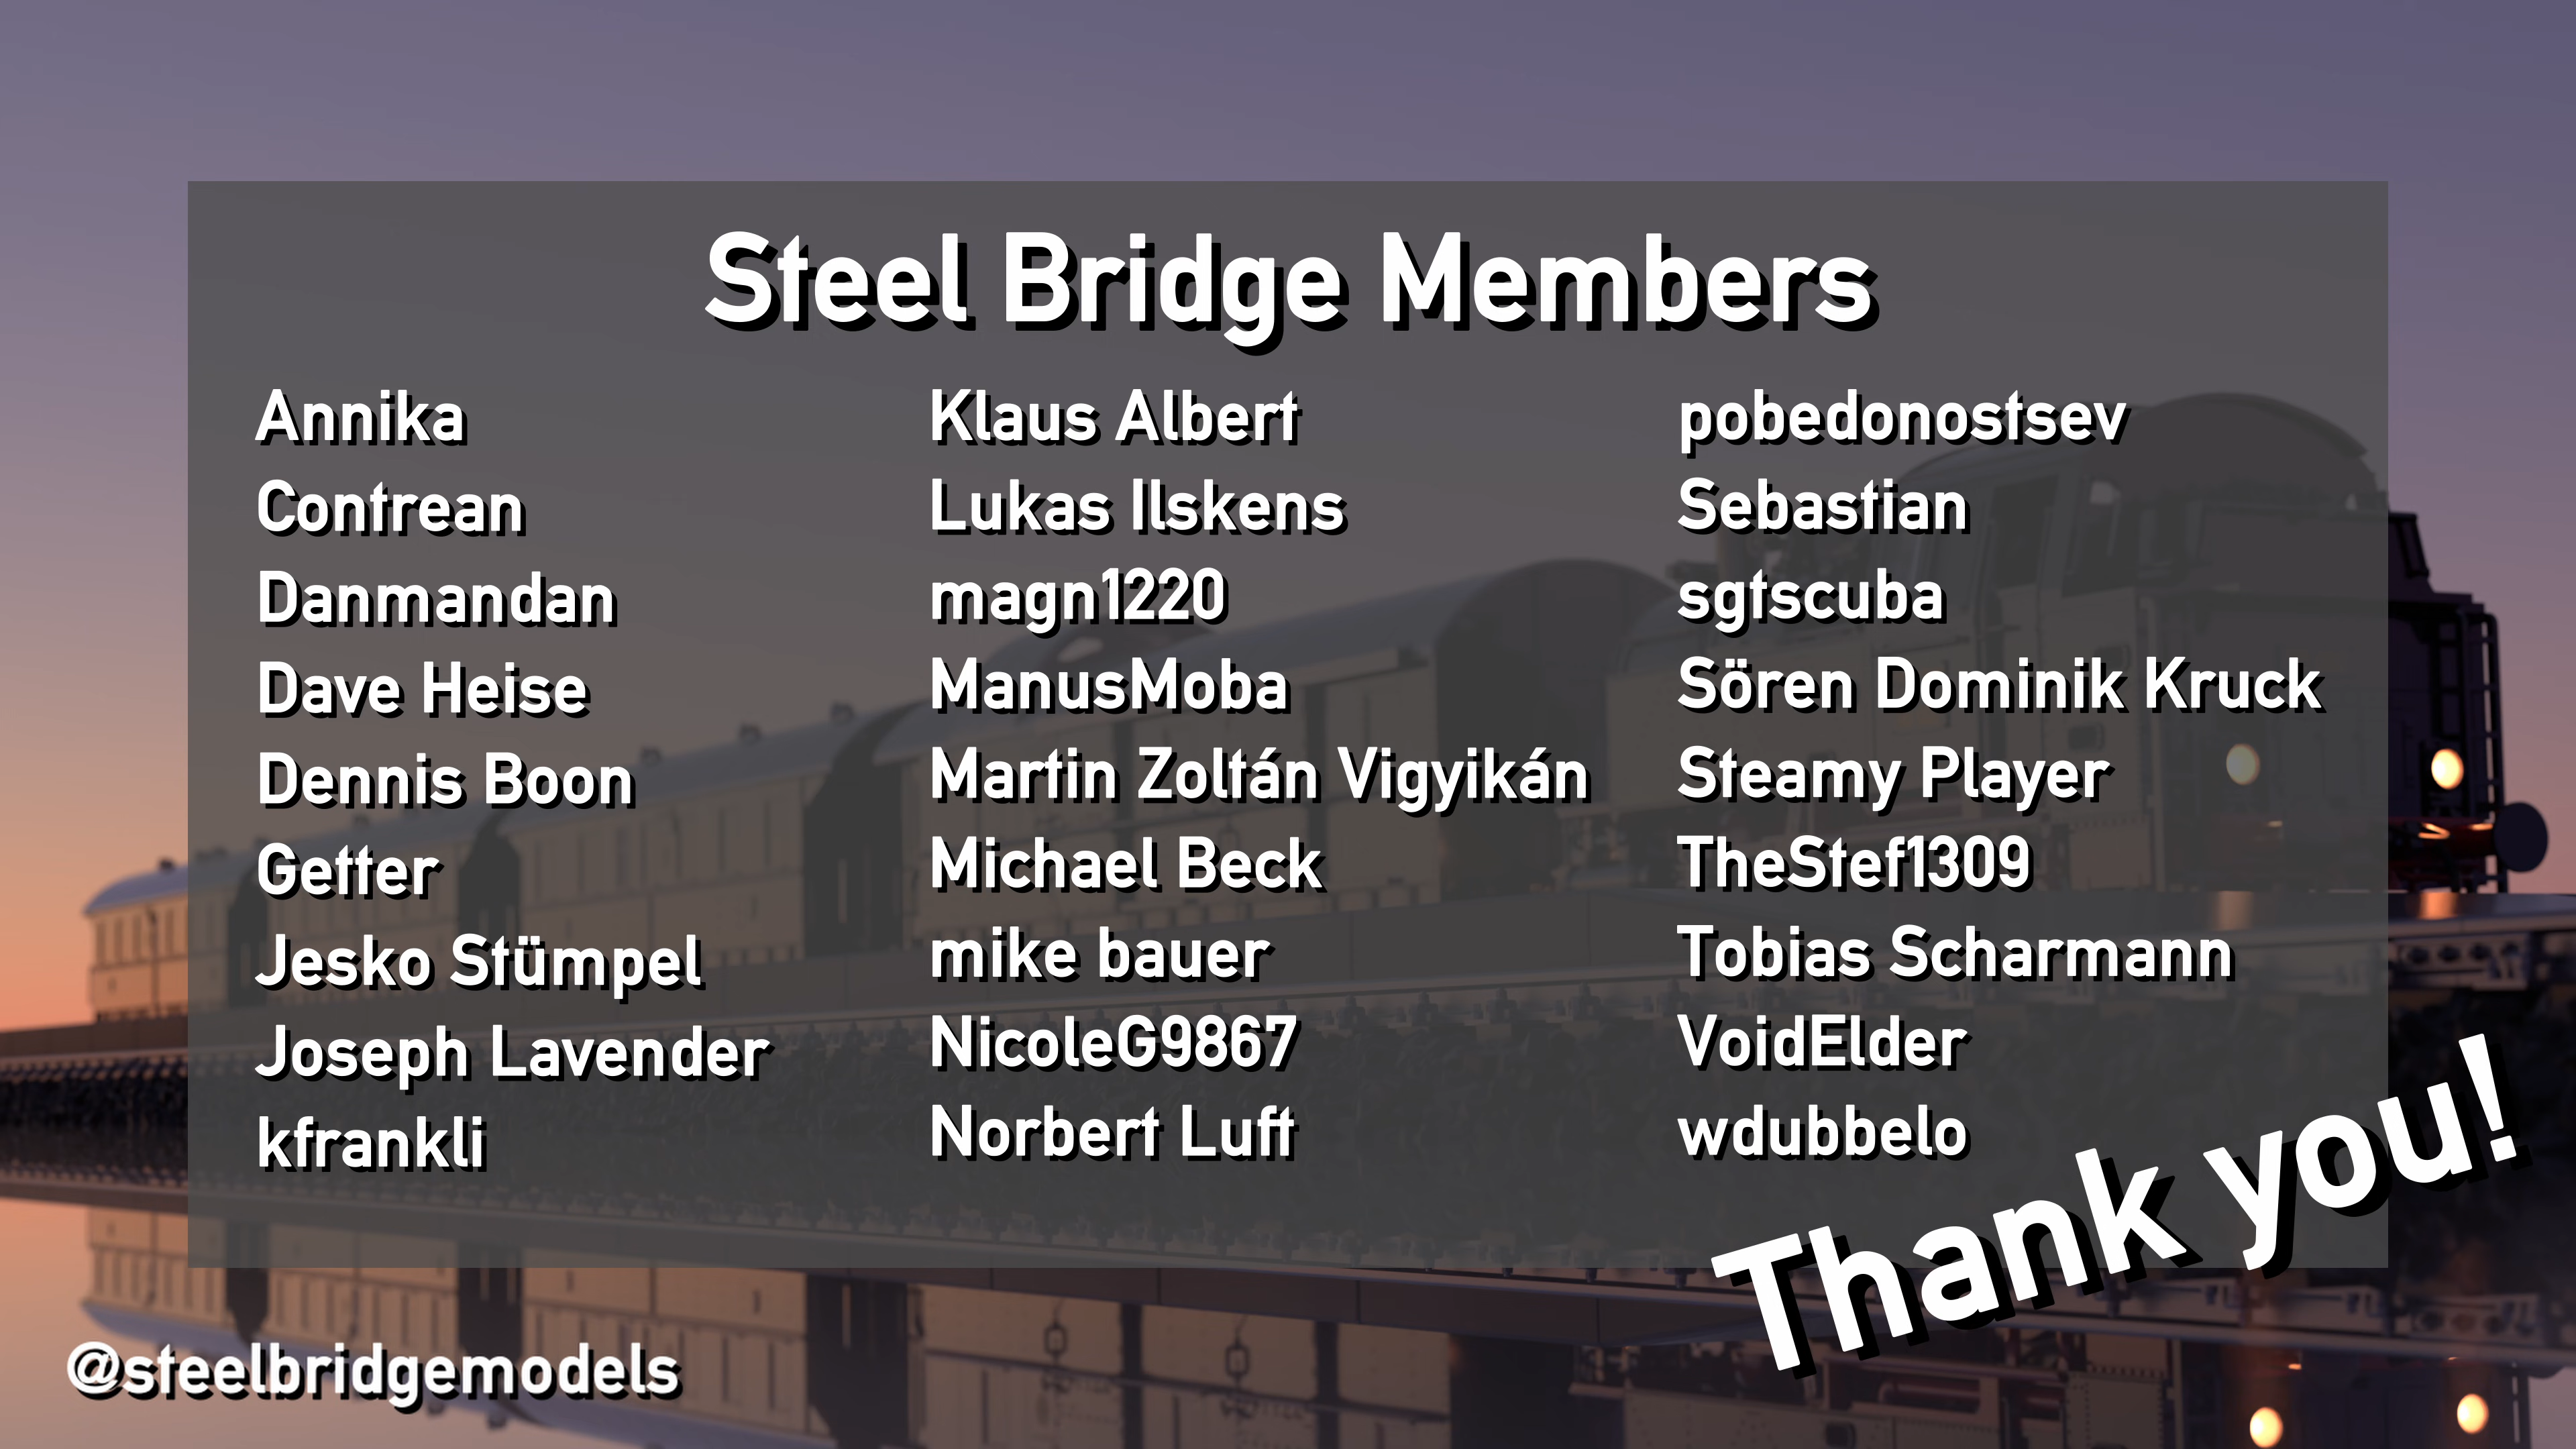 Steel Bridge Members
Annika
Contrean
Danmandan
Dave Heise
Dennis Boon
Getter
Jesko Stümpel
Joseph Lavender
kfrankli
Klaus Albert
Lukas Ilskens
magn1220
ManusMoba
Martin Zoltán Vigyikán
Michael Beck
mike bauer
NicoleG9867
Norbert Luft
pobedonostsev
Sebastian
sgtscuba
Sören Dominik Kruck
Steamy Player
TheStef1309
Tobias Scharmann
VoidElder
wdubbelo
Thank you!
@steelbridgemodels